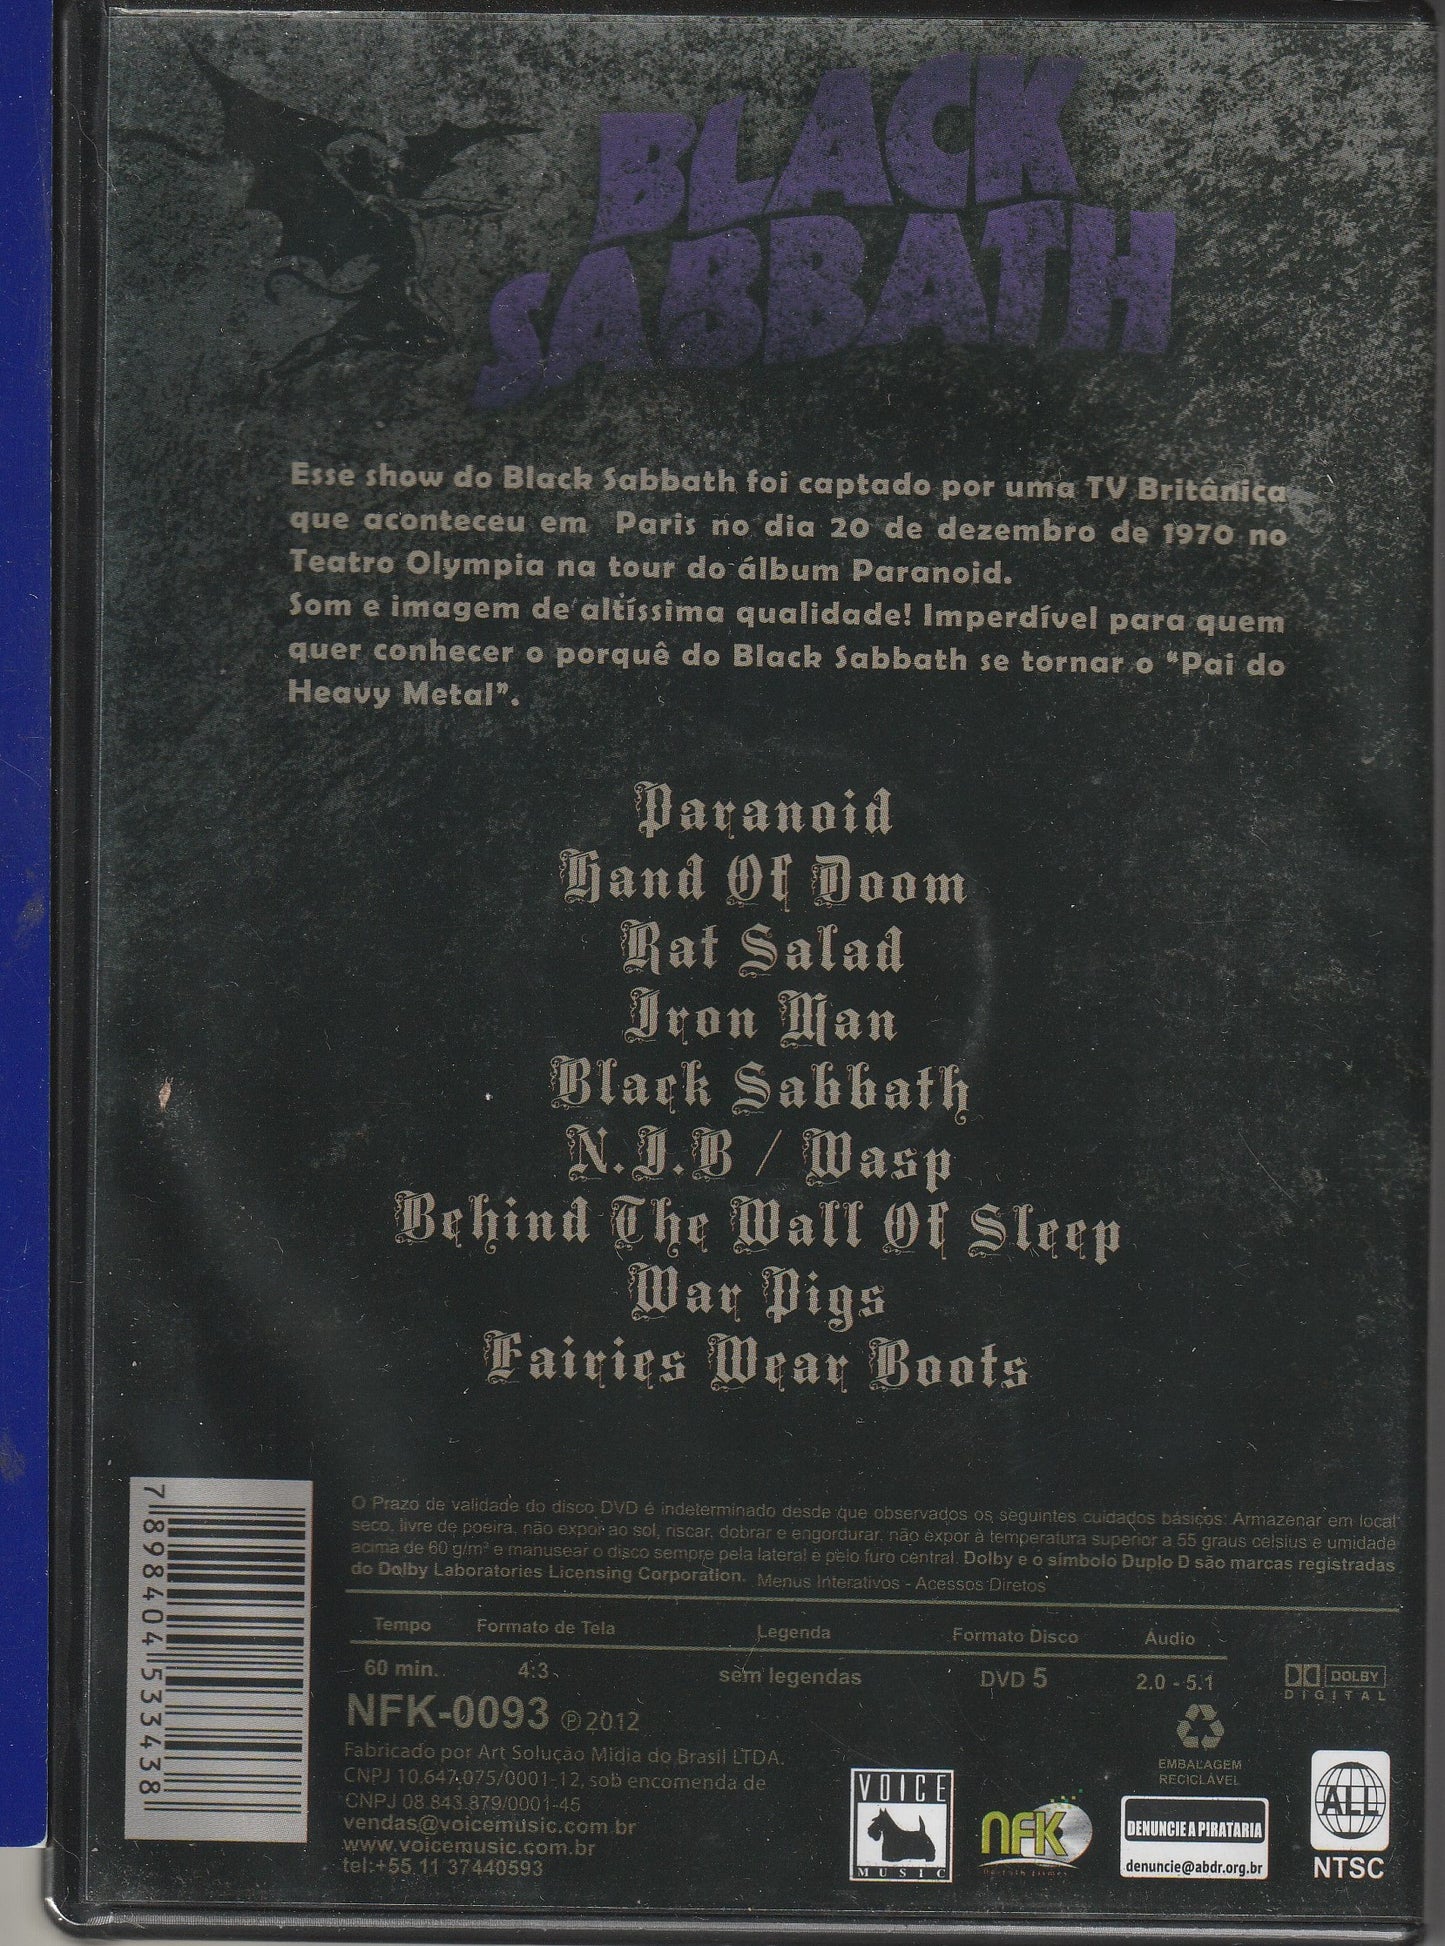 BLACK
SABBATH
Esse show do Black Sabbath foi captado por uma TV Britânica
que aconteceu em Paris no dia 20 de dezembro de 1970 no
Teatro Olympia na tour do álbum Paranoid.
Som e imagem de altíssima qualidade! Imperdível para quem
quer conhecer o porquê do Black Sabbath se tornar o “Pai do
Heavy Metal”.
Paranoid
Hand Of Doom
Rat Salad
Iron Man
Black Sabbath
N.I.B / Wasp
Behind The Wall Of Sleep
War Pigs
Fairies Wear Boots
7898404533438
O Prazo de validade do disco DVD é indeterminado desde que observados os seguintes cuidados básicos: Armazenar em local
seco, livre de poeira, não expor ao sol, riscar, dobrar e engordurar, não expor à temperatura superior a 55 graus celsius e umidade
acima de 60 g/m³ e manusear o disco sempre pela lateral e pelo furo central. Dolby e o símbolo Duplo D são marcas registradas
do Dolby Laboratories Licensing Corporation. Menus Interativos - Acessos Diretos
Tempo Formato de Tela Legenda Formato Disco Áudio
60 min. 4:3 sem legendas DVD 5 2.0 - 5.1
DOLBY
DIGITAL
NFK-0093 ℗ 2012
Fabricado por Art Solução Mídia do Brasil LTDA.
CNPJ 10.647.075/0001-12, sob encomenda de
CNPJ 08.843.879/0001-45
vendas@voicemusic.com.br
www.voicemusic.com.br
tel:+55 11 37440593
VOICE
MUSIC
NFK
EMBALAGEM
RECICLÁVEL
DENUNCIE A PIRATARIA
denuncie@abdr.org.br
ALL
NTSC